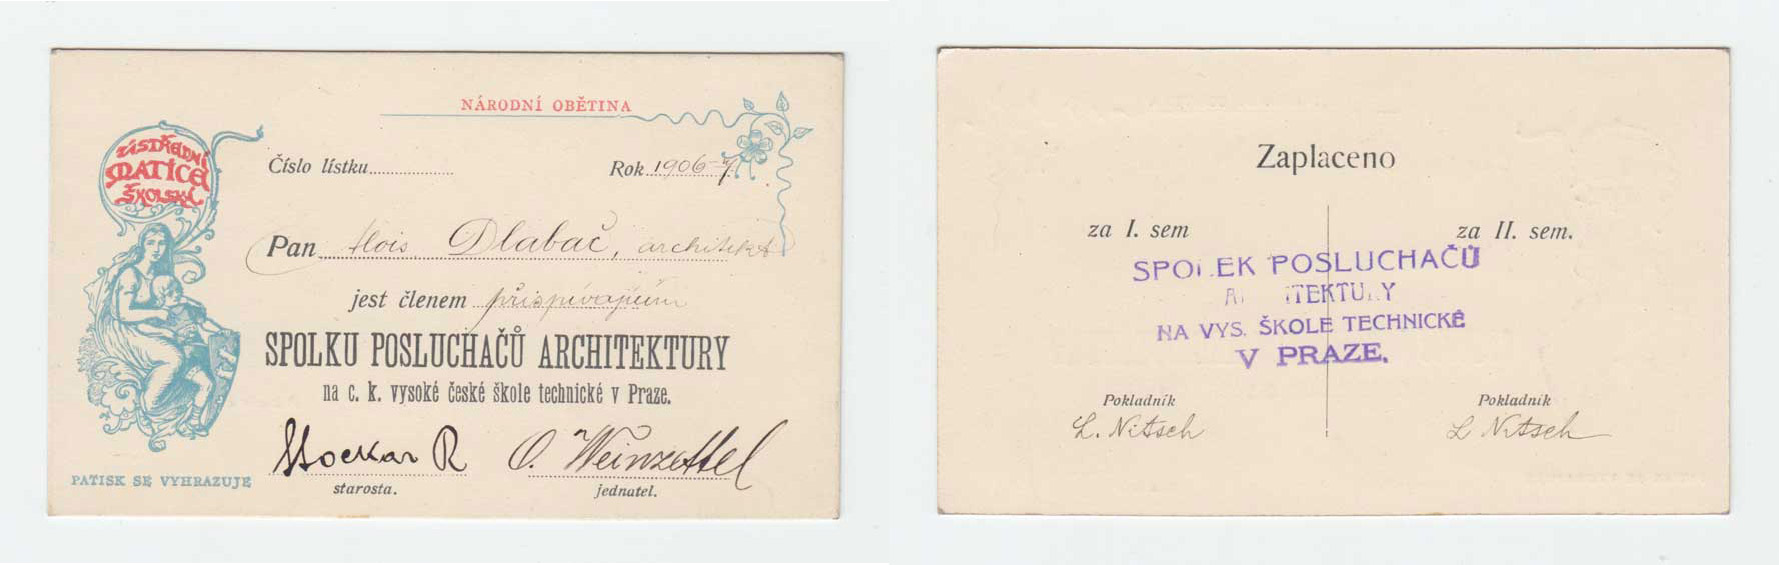 NÁRODNÍ OBĚTINA
ÚSTŘEDNÍ
MATICE
ŠKOLSKÁ
Číslo lístku
Rok 1906-7
Pan Alois Dlabač, architekt
jest členem přispívajícím
SPOLKU POSLUCHAČŮ ARCHITEKTURY
na c. k. vysoké české škole technické v Praze.
Stockar R
O. Weinzettel
starosta.
jednatel.
PATISK SE VYHRAZUJE
Zaplaceno
za I. sem
za II. sem.
SPOLEK POSLUCHAČŮ
ARCHITEKTURY
NA VYS. ŠKOLE TECHNICKÉ
V PRAZE.
Pokladník
Pokladník
L. Nitsch
L Nitsch